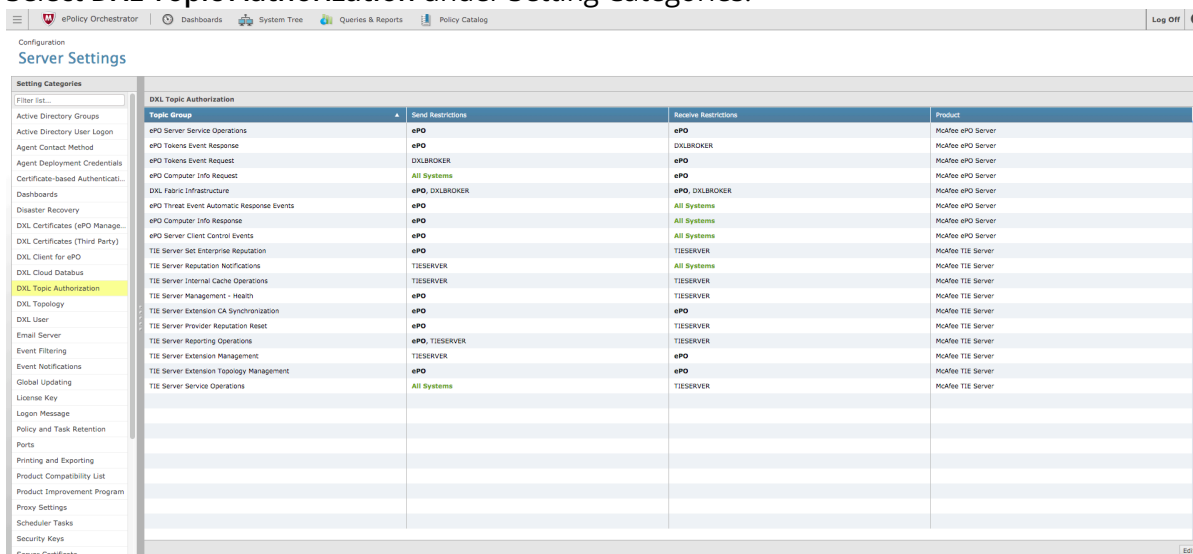 Select DXL Topic Authorization under Setting Categories.
ePolicy Orchestrator Dashboards System Tree Queries & Reports Policy Catalog Log Off
Configuration
Server Settings
Setting Categories
Filter list...
Active Directory Groups
Active Directory User Logon
Agent Contact Method
Agent Deployment Credentials
Certificate-based Authenticati...
Dashboards
Disaster Recovery
DXL Certificates (ePO Manage...
DXL Certificates (Third Party)
DXL Client for ePO
DXL Cloud Databus
DXL Topic Authorization
DXL Topology
DXL User
Email Server
Event Filtering
Event Notifications
Global Updating
License Key
Logon Message
Policy and Task Retention
Ports
Printing and Exporting
Product Compatibility List
Product Improvement Program
Proxy Settings
Scheduler Tasks
Security Keys
Server Certificate
DXL Topic Authorization
Topic Group Send Restrictions Receive Restrictions Product
ePO Server Service Operations ePO ePO McAfee ePO Server
ePO Tokens Event Response ePO DXLBROKER McAfee ePO Server
ePO Tokens Event Request DXLBROKER ePO McAfee ePO Server
ePO Computer Info Request All Systems ePO McAfee ePO Server
DXL Fabric Infrastructure ePO, DXLBROKER ePO, DXLBROKER McAfee ePO Server
ePO Threat Event Automatic Response Events ePO All Systems McAfee ePO Server
ePO Computer Info Response ePO All Systems McAfee ePO Server
ePO Server Client Control Events ePO All Systems McAfee ePO Server
TIE Server Set Enterprise Reputation ePO TIESERVER McAfee TIE Server
TIE Server Reputation Notifications TIESERVER All Systems McAfee TIE Server
TIE Server Internal Cache Operations TIESERVER TIESERVER McAfee TIE Server
TIE Server Management - Health ePO TIESERVER McAfee TIE Server
TIE Server Extension CA Synchronization ePO ePO McAfee TIE Server
TIE Server Provider Reputation Reset ePO TIESERVER McAfee TIE Server
TIE Server Reporting Operations ePO, TIESERVER TIESERVER McAfee TIE Server
TIE Server Extension Management TIESERVER ePO McAfee TIE Server
TIE Server Extension Topology Management ePO ePO McAfee TIE Server
TIE Server Service Operations All Systems TIESERVER McAfee TIE Server